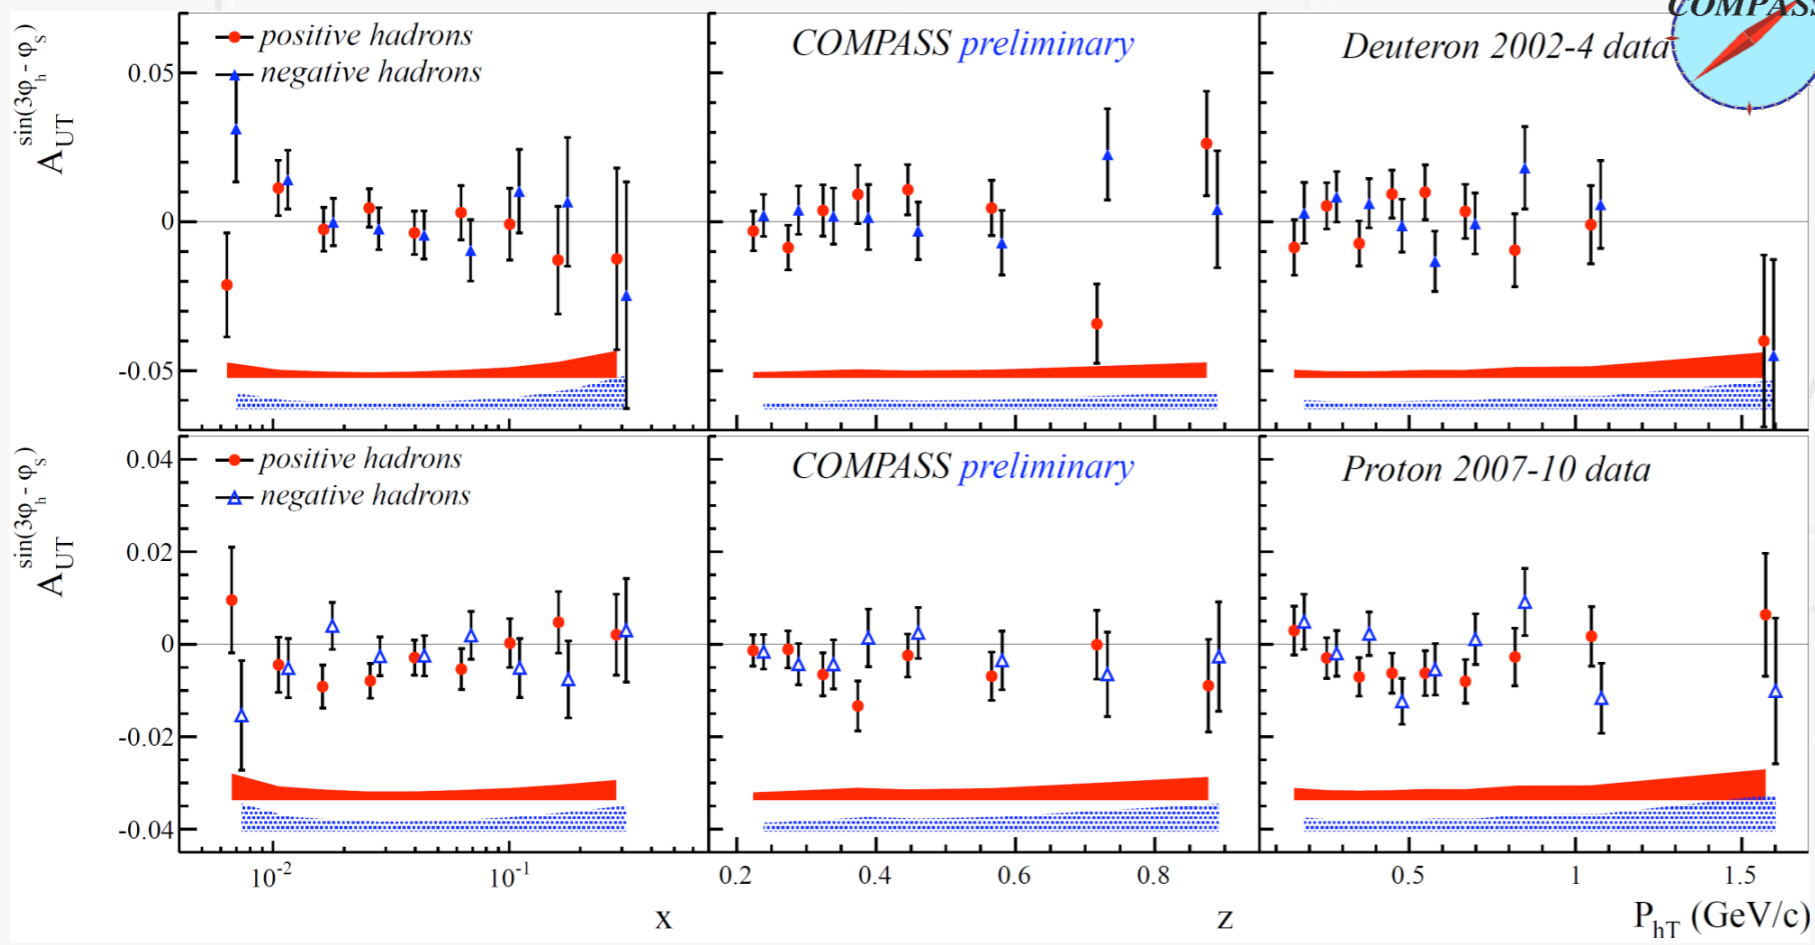 COMPASS
positive hadrons
negative hadrons
COMPASS preliminary
Deuteron 2002-4 data
A_UT^sin(3φ_h - φ_S)
0.05
0
-0.05
positive hadrons
negative hadrons
COMPASS preliminary
Proton 2007-10 data
A_UT^sin(3φ_h - φ_S)
0.04
0.02
0
-0.02
-0.04
10^-2 10^-1
0.2 0.4 0.6 0.8
0.5 1 1.5
x
z
P_hT (GeV/c)